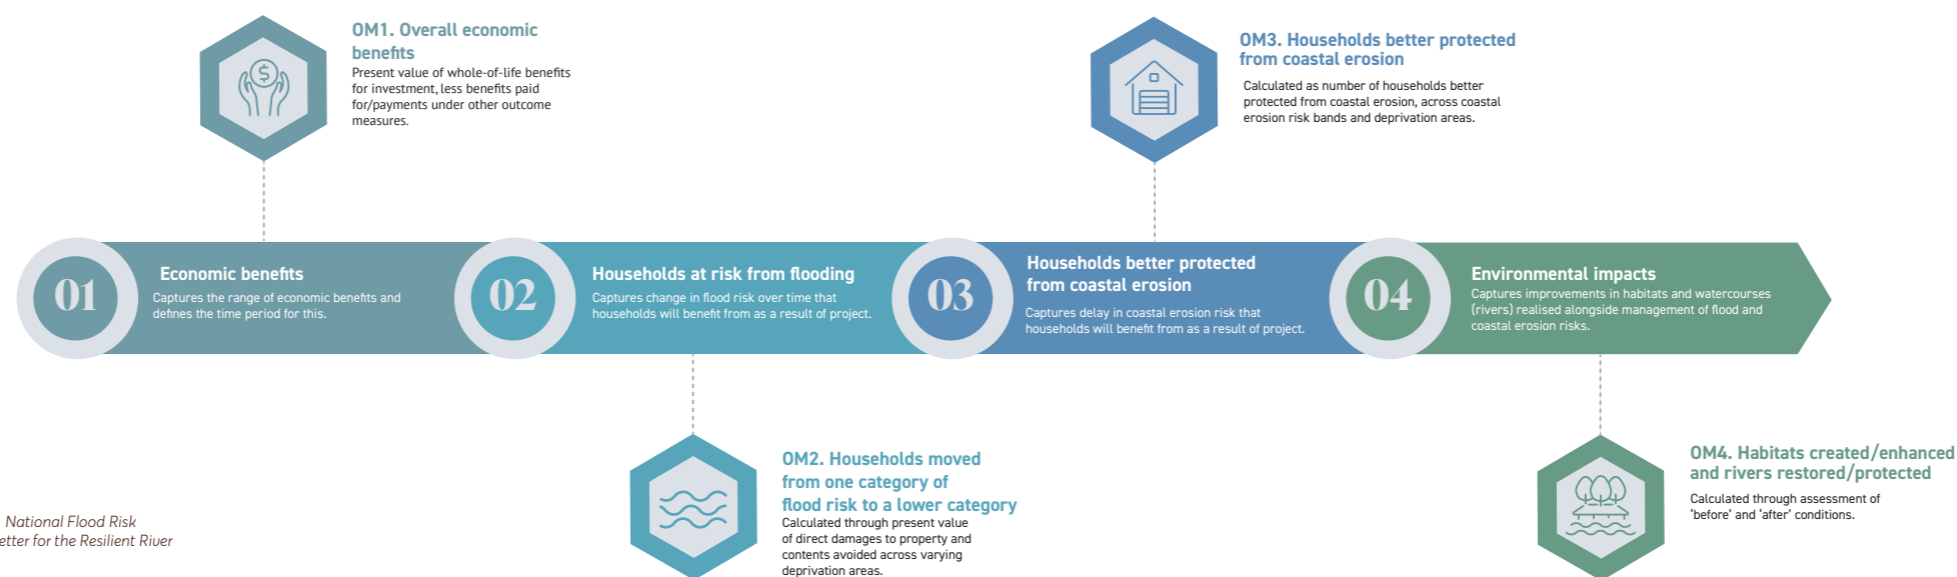 OM1. Overall economic
benefits
Present value of whole-of-life benefits
for investment, less benefits paid
for/payments under other outcome
measures.
OM3. Households better protected
from coastal erosion
Calculated as number of households better
protected from coastal erosion, across coastal
erosion risk bands and deprivation areas.
01
Economic benefits
Captures the range of economic benefits and
defines the time period for this.
02
Households at risk from flooding
Captures change in flood risk over time that
households will benefit from as a result of project.
03
Households better protected
from coastal erosion
Captures delay in coastal erosion risk that
households will benefit from as a result of project.
04
Environmental impacts
Captures improvements in habitats and watercourses
(rivers) realised alongside management of flood and
coastal erosion risks.
OM2. Households moved
from one category of
flood risk to a lower category
Calculated through present value
of direct damages to property and
contents avoided across varying
deprivation areas.
OM4. Habitats created/enhanced
and rivers restored/protected
Calculated through assessment of
'before' and 'after' conditions.
National Flood Risk
etter for the Resilient River